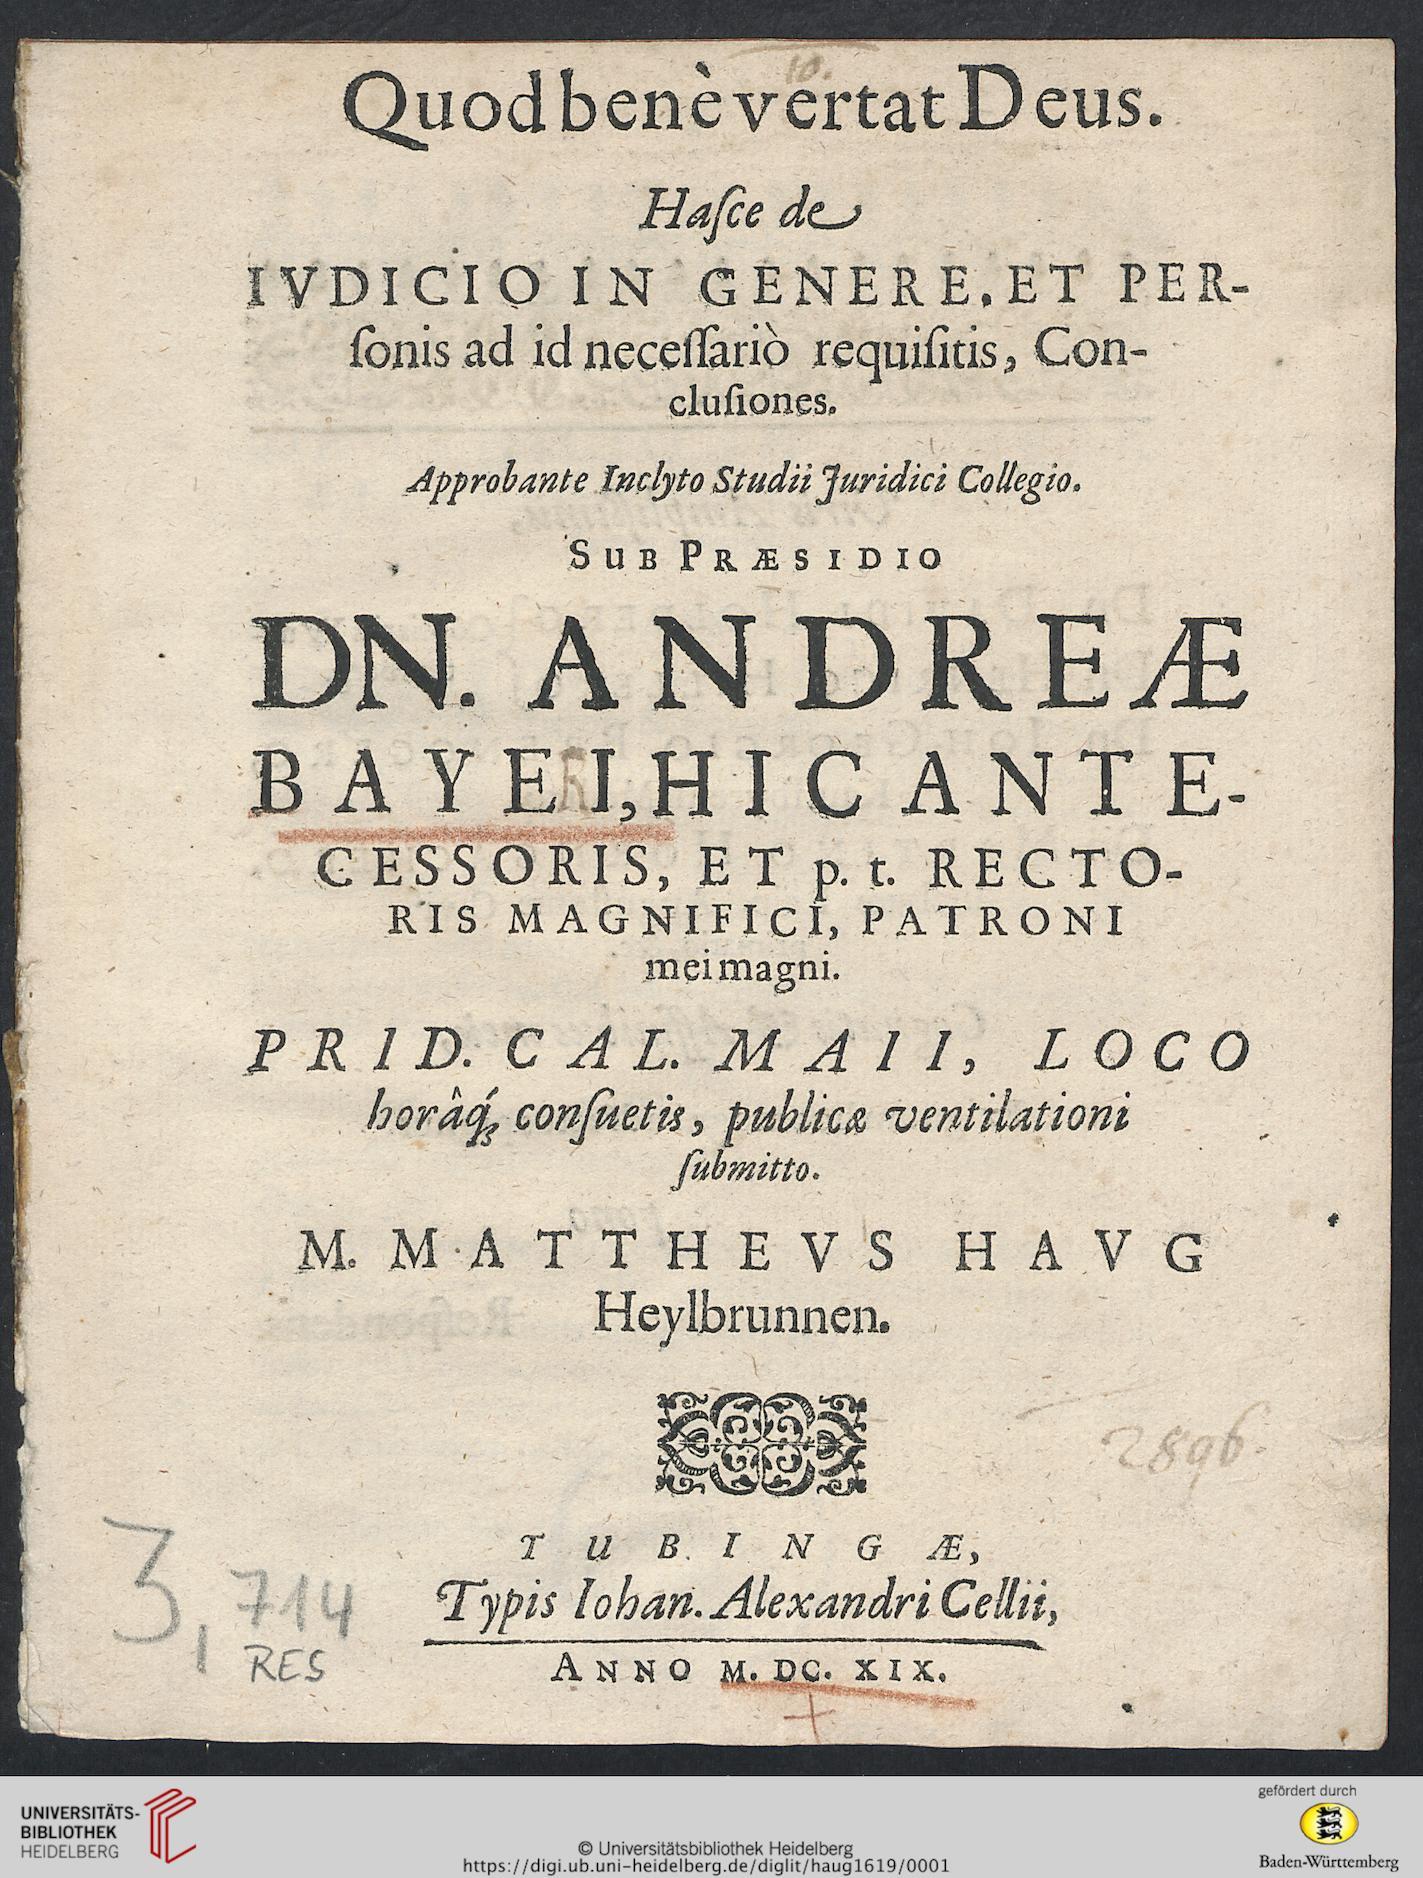 10.
Quod benè vertat Deus.
Haſce de
IVDICIO IN GENERE, ET PER-
ſonis ad id neceſſariò requiſitis, Con-
cluſiones.
Approbante Inclyto Studii Juridici Collegio.
SUB PRÆSIDIO
DN. ANDREÆ
BAYEI, HIC ANTE-
CESSORIS, ET p. t. RECTO-
RIS MAGNIFICI, PATRONI
mei magni.
PRID. CAL. MAII, LOCO
horâq́; conſuetis, publicæ ventilationi
ſubmitto.
M. MATTHEVS HAVG
Heylbrunnen.
2896.
TUBINGÆ,
Typis Iohan. Alexandri Cellii,
ANNO M. DC. XIX.
3, 714
RES
UNIVERSITÄTS-
BIBLIOTHEK
HEIDELBERG
© Universitätsbibliothek Heidelberg
https://digi.ub.uni-heidelberg.de/diglit/haug1619/0001
gefördert durch
Baden-Württemberg